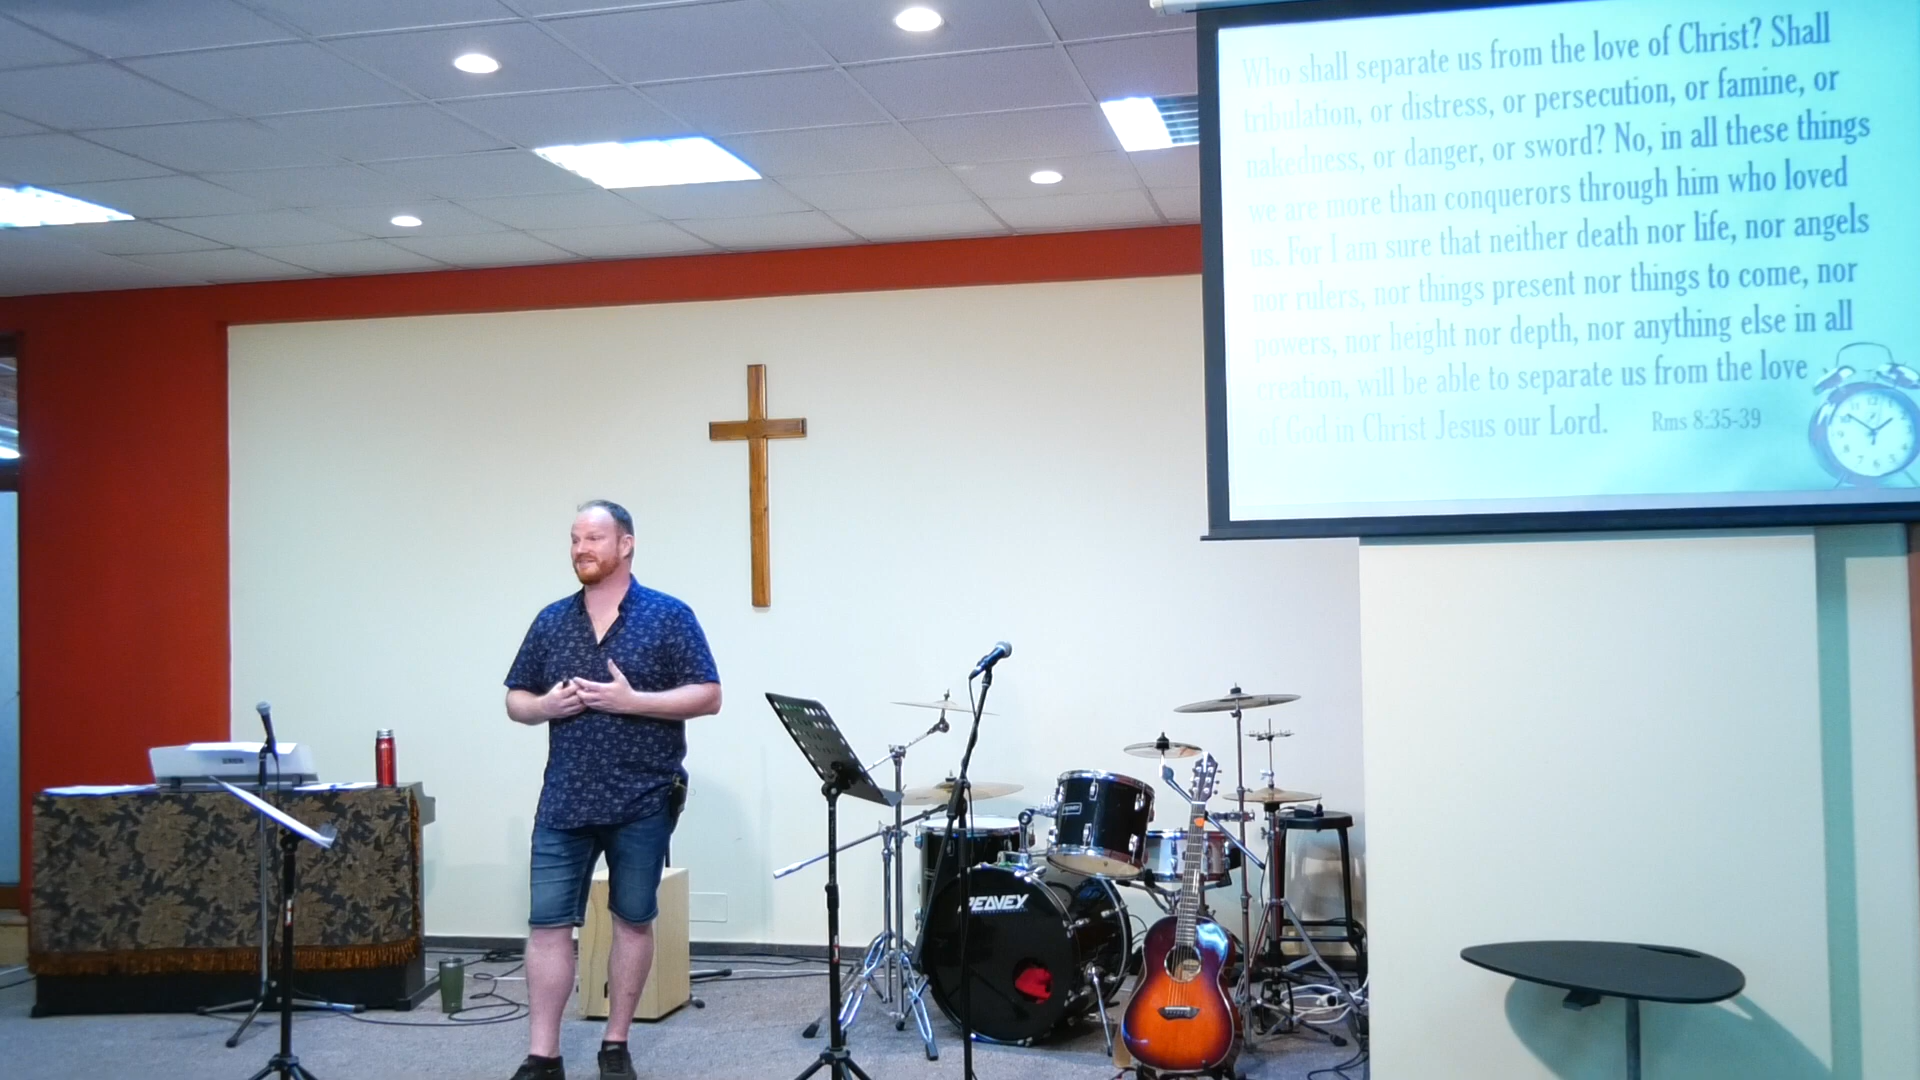 Who shall separate us from the love of Christ? Shall
tribulation, or distress, or persecution, or famine, or
nakedness, or danger, or sword? No, in all these things
we are more than conquerors through him who loved
us. For I am sure that neither death nor life, nor angels
nor rulers, nor things present nor things to come, nor
powers, nor height nor depth, nor anything else in all
creation, will be able to separate us from the love
of God in Christ Jesus our Lord. Rms 8:35-39
PEAVEY